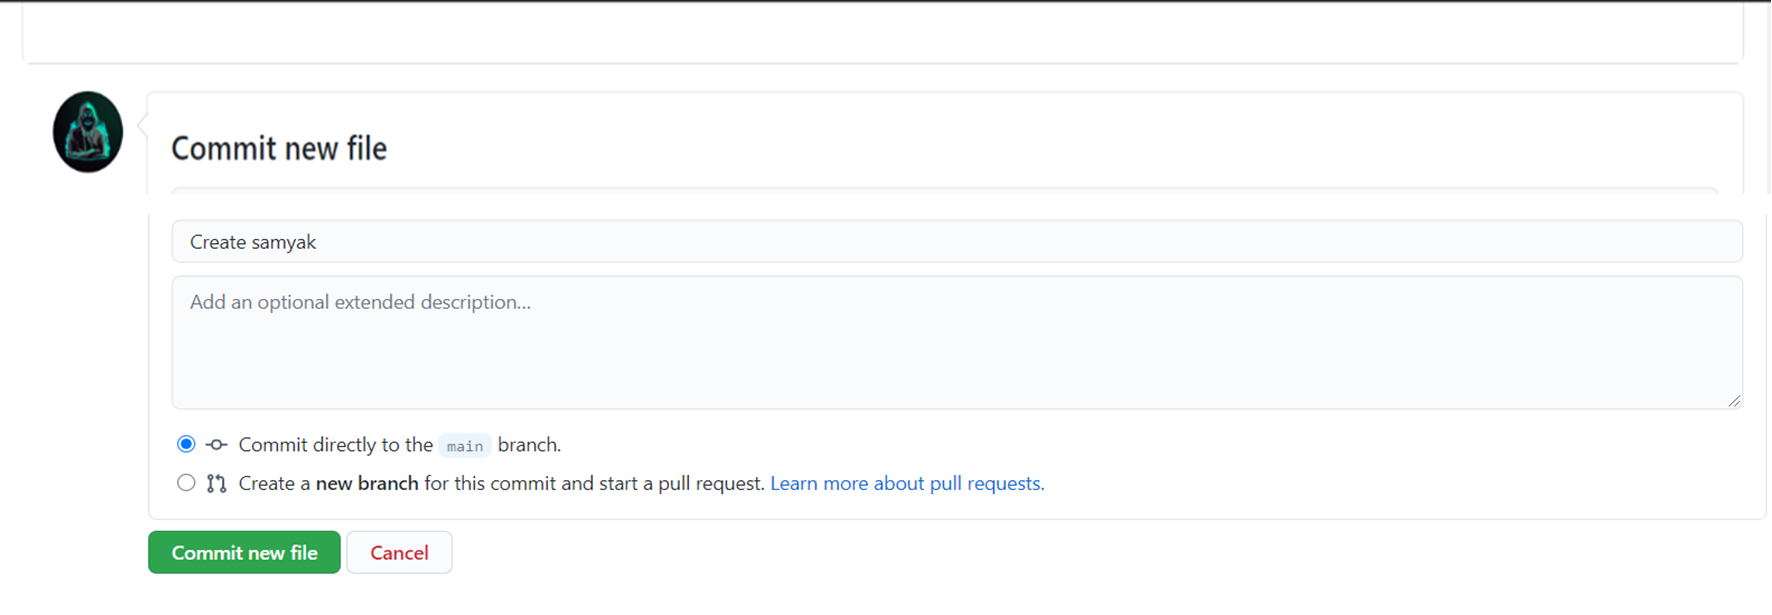 Commit new file
Create samyak
Add an optional extended description...
Commit directly to the main branch.
Create a new branch for this commit and start a pull request. Learn more about pull requests.
Commit new file Cancel